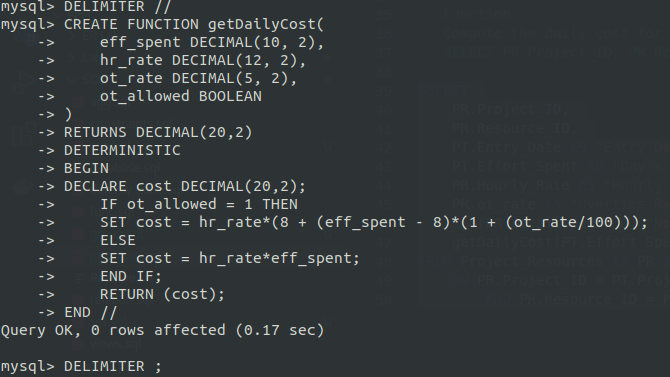 mysql> DELIMITER //
mysql> CREATE FUNCTION getDailyCost(
    ->     eff_spent DECIMAL(10, 2),
    ->     hr_rate DECIMAL(12, 2),
    ->     ot_rate DECIMAL(5, 2),
    ->     ot_allowed BOOLEAN
    -> )
    -> RETURNS DECIMAL(20,2)
    -> DETERMINISTIC
    -> BEGIN
    -> DECLARE cost DECIMAL(20,2);
    ->     IF ot_allowed = 1 THEN
    ->     SET cost = hr_rate*(8 + (eff_spent - 8)*(1 + (ot_rate/100)));
    ->     ELSE
    ->     SET cost = hr_rate*eff_spent;
    ->     END IF;
    ->     RETURN (cost);
    -> END //
Query OK, 0 rows affected (0.17 sec)
mysql> DELIMITER ;